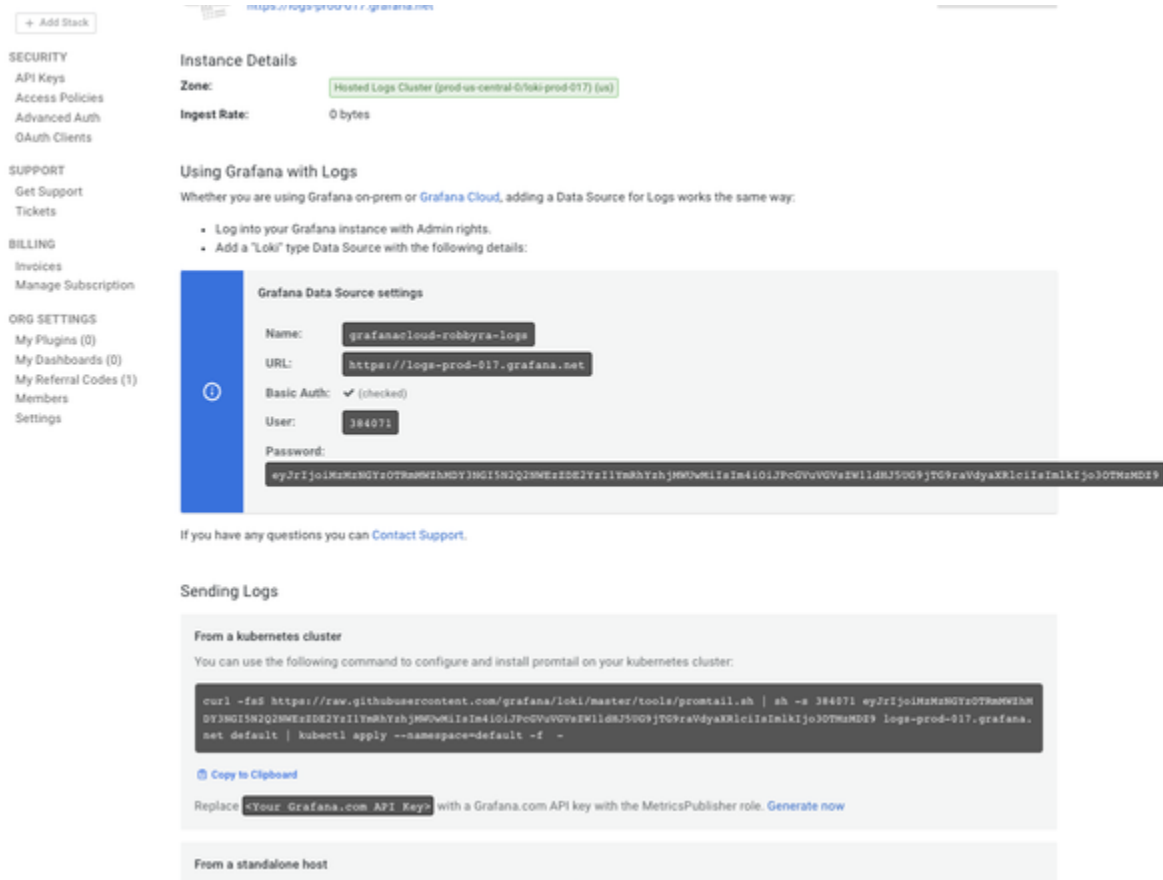 https://logs-prod-017.grafana.net
+ Add Stack
SECURITY
API Keys
Access Policies
Advanced Auth
OAuth Clients
SUPPORT
Get Support
Tickets
BILLING
Invoices
Manage Subscription
ORG SETTINGS
My Plugins (0)
My Dashboards (0)
My Referral Codes (1)
Members
Settings
Instance Details
Zone: Hosted Logs Cluster (prod-us-central-0/loki-prod-017) (us)
Ingest Rate: 0 bytes
Using Grafana with Logs
Whether you are using Grafana on-prem or Grafana Cloud, adding a Data Source for Logs works the same way:
• Log into your Grafana instance with Admin rights.
• Add a "Loki" type Data Source with the following details:
Grafana Data Source settings
Name: grafanacloud-robbyra-logs
URL: https://logs-prod-017.grafana.net
Basic Auth: ✔ (checked)
User: 384071
Password:
If you have any questions you can Contact Support.
Sending Logs
From a kubernetes cluster
You can use the following command to configure and install promtail on your kubernetes cluster:
curl -fsS https://raw.githubusercontent.com/grafana/loki/master/tools/promtail.sh | sh -s 384071
logs-prod-017.grafana.
net default | kubectl apply --namespace=default -f -
Copy to Clipboard
Replace <Your Grafana.com API Key> with a Grafana.com API key with the MetricsPublisher role. Generate now
From a standalone host